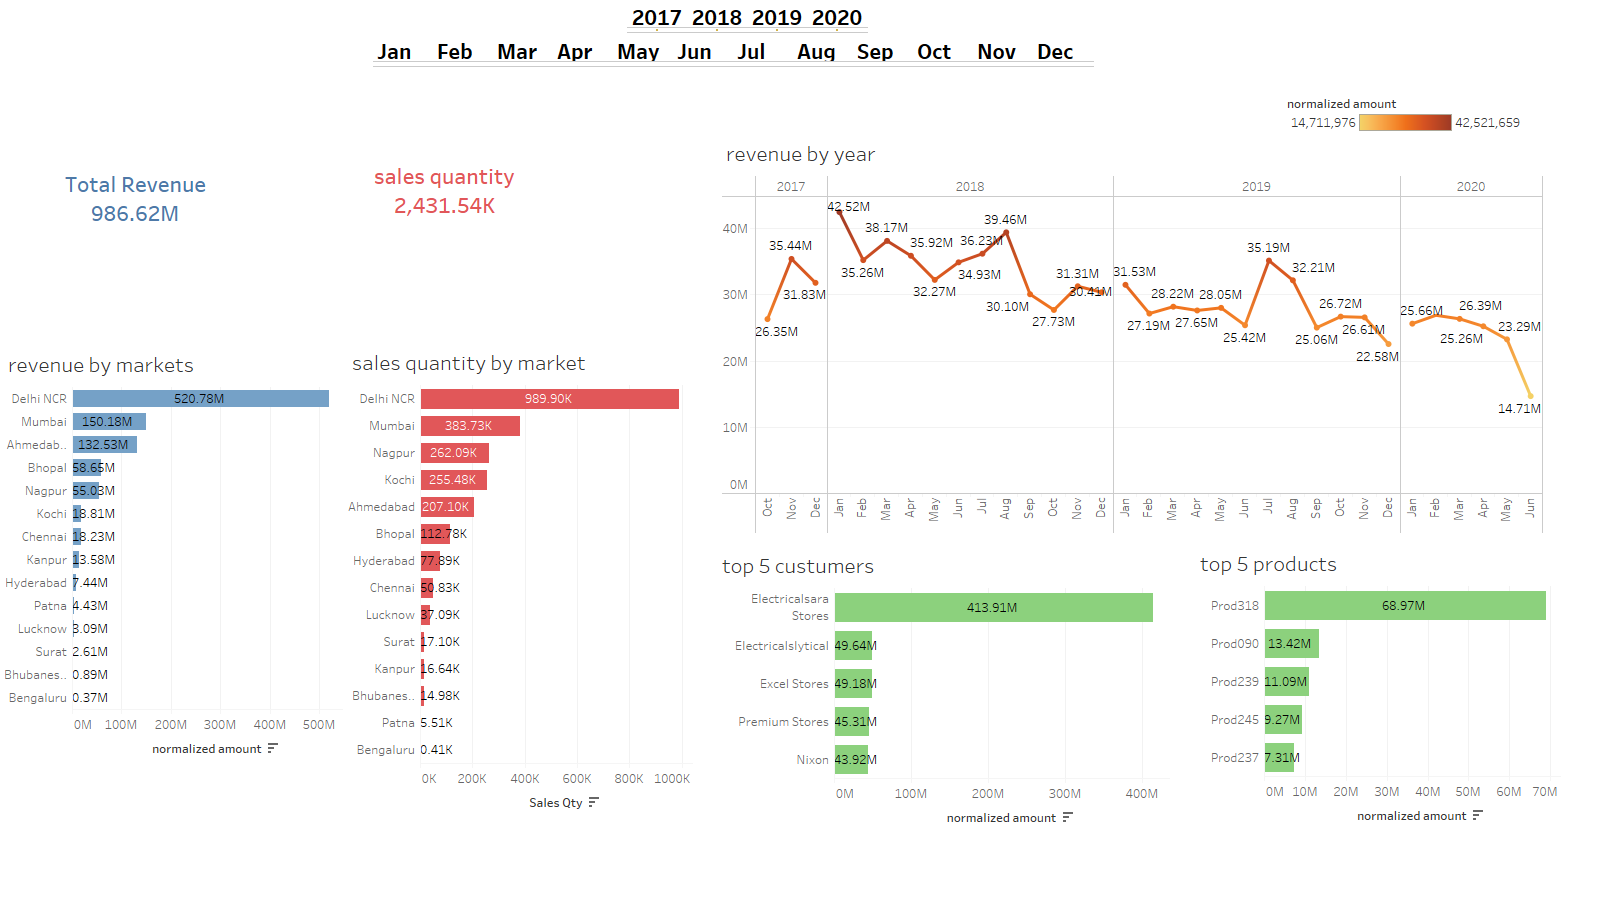 2017 2018 2019 2020
Jan Feb Mar Apr May Jun Jul Aug Sep Oct Nov Dec
normalized amount
14,711,976 42,521,659
Total Revenue
986.62M
sales quantity
2,431.54K
revenue by year
2017 2018 2019 2020
40M
30M
20M
10M
0M
26.35M
35.44M
31.83M
42.52M
35.26M
38.17M
35.92M
32.27M
34.93M
36.23M
39.46M
30.10M
27.73M
31.31M
30.41M
31.53M
27.19M
28.22M
27.65M
28.05M
25.42M
35.19M
32.21M
25.06M
26.72M
26.61M
22.58M
25.66M
25.26M
26.39M
23.29M
14.71M
Oct Nov Dec Jan Feb Mar Apr May Jun Jul Aug Sep Oct Nov Dec Jan Feb Mar Apr May Jun Jul Aug Sep Oct Nov Dec Jan Feb Mar Apr May Jun
revenue by markets
Delhi NCR 520.78M
Mumbai 150.18M
Ahmedab.. 132.53M
Bhopal 58.65M
Nagpur 55.03M
Kochi 18.81M
Chennai 18.23M
Kanpur 13.58M
Hyderabad 7.44M
Patna 4.43M
Lucknow 3.09M
Surat 2.61M
Bhubanes.. 0.89M
Bengaluru 0.37M
0M 100M 200M 300M 400M 500M
normalized amount
sales quantity by market
Delhi NCR 989.90K
Mumbai 383.73K
Nagpur 262.09K
Kochi 255.48K
Ahmedabad 207.10K
Bhopal 112.78K
Hyderabad 77.89K
Chennai 50.83K
Lucknow 37.09K
Surat 17.10K
Kanpur 16.64K
Bhubanes.. 14.98K
Patna 5.51K
Bengaluru 0.41K
0K 200K 400K 600K 800K 1000K
Sales Qty
top 5 custumers
Electricalsara
Stores
413.91M
Electricalslytical 49.64M
Excel Stores 49.18M
Premium Stores 45.31M
Nixon 43.92M
0M 100M 200M 300M 400M
normalized amount
top 5 products
Prod318 68.97M
Prod090 13.42M
Prod239 11.09M
Prod245 9.27M
Prod237 7.31M
0M 10M 20M 30M 40M 50M 60M 70M
normalized amount